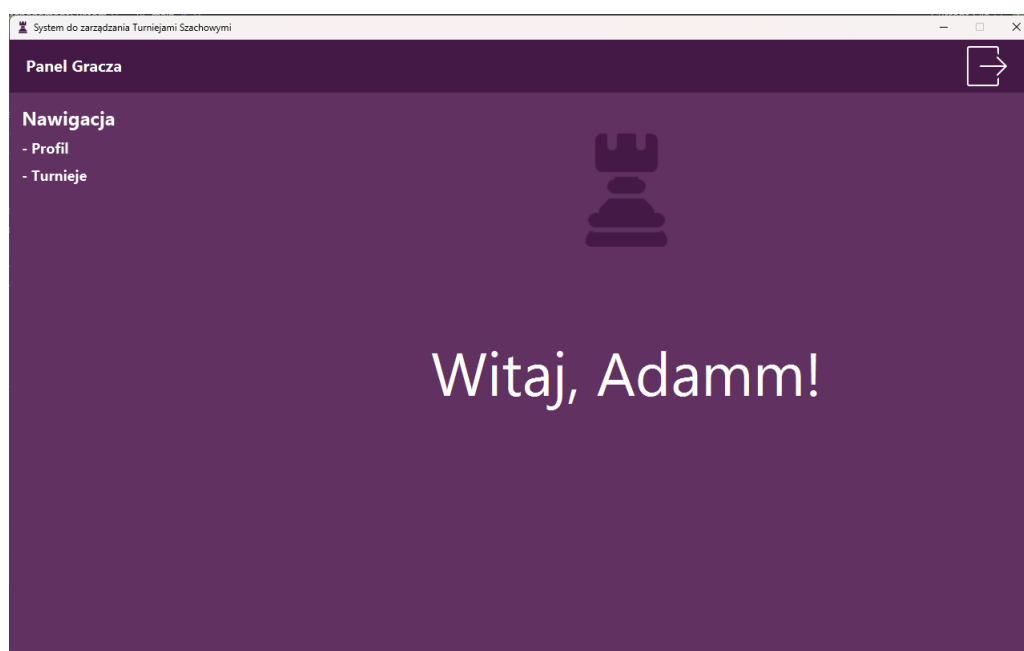 System do zarządzania Turniejami Szachowymi
Panel Gracza
Nawigacja
- Profil
- Turnieje
Witaj, Adamm!